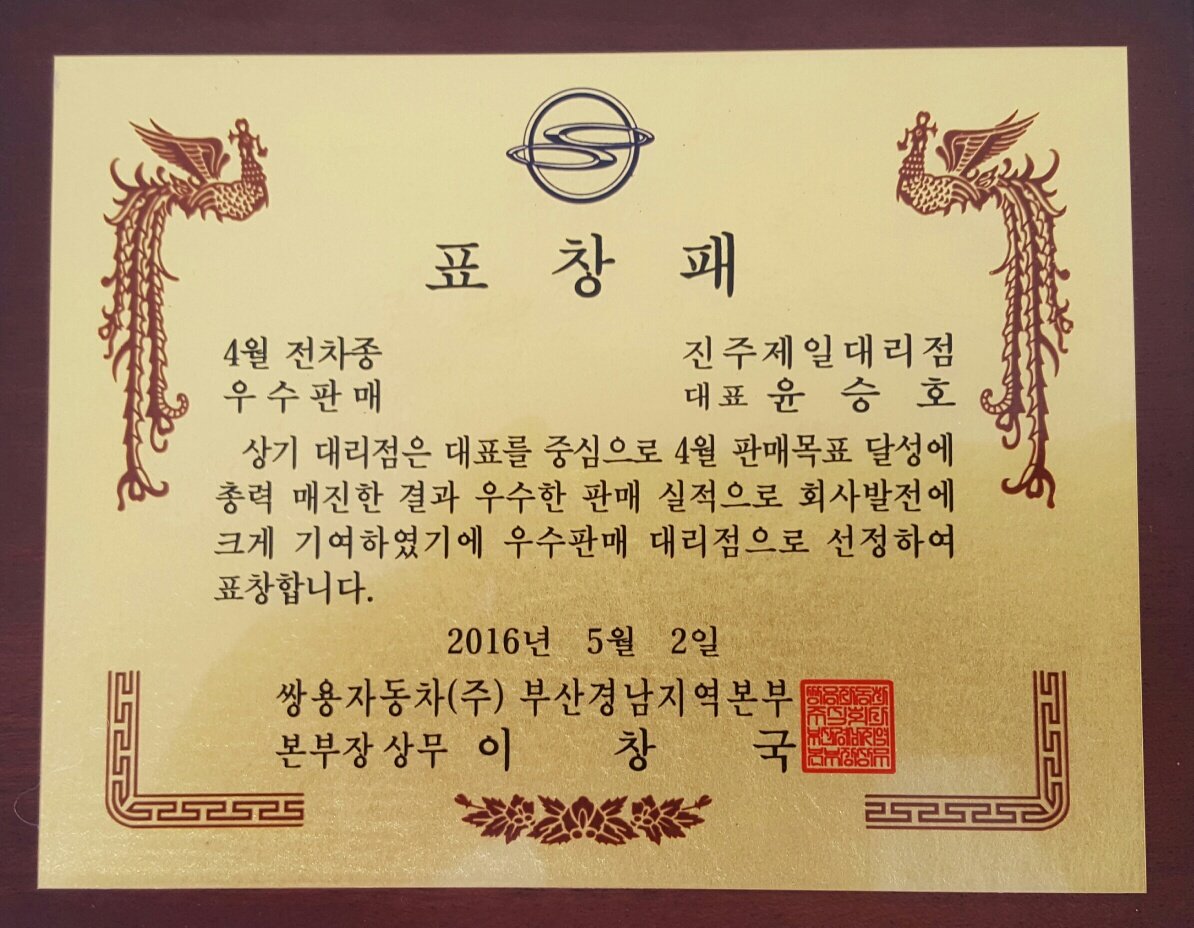 표 창 패
4월 전차종 진주제일대리점
우수판매 대표 윤 승 호
상기 대리점은 대표를 중심으로 4월 판매목표 달성에
총력 매진한 결과 우수한 판매 실적으로 회사발전에
크게 기여하였기에 우수판매 대리점으로 선정하여
표창합니다.
2016년 5월 2일
쌍용자동차(주) 부산경남지역본부
본부장 상무 이 창 국